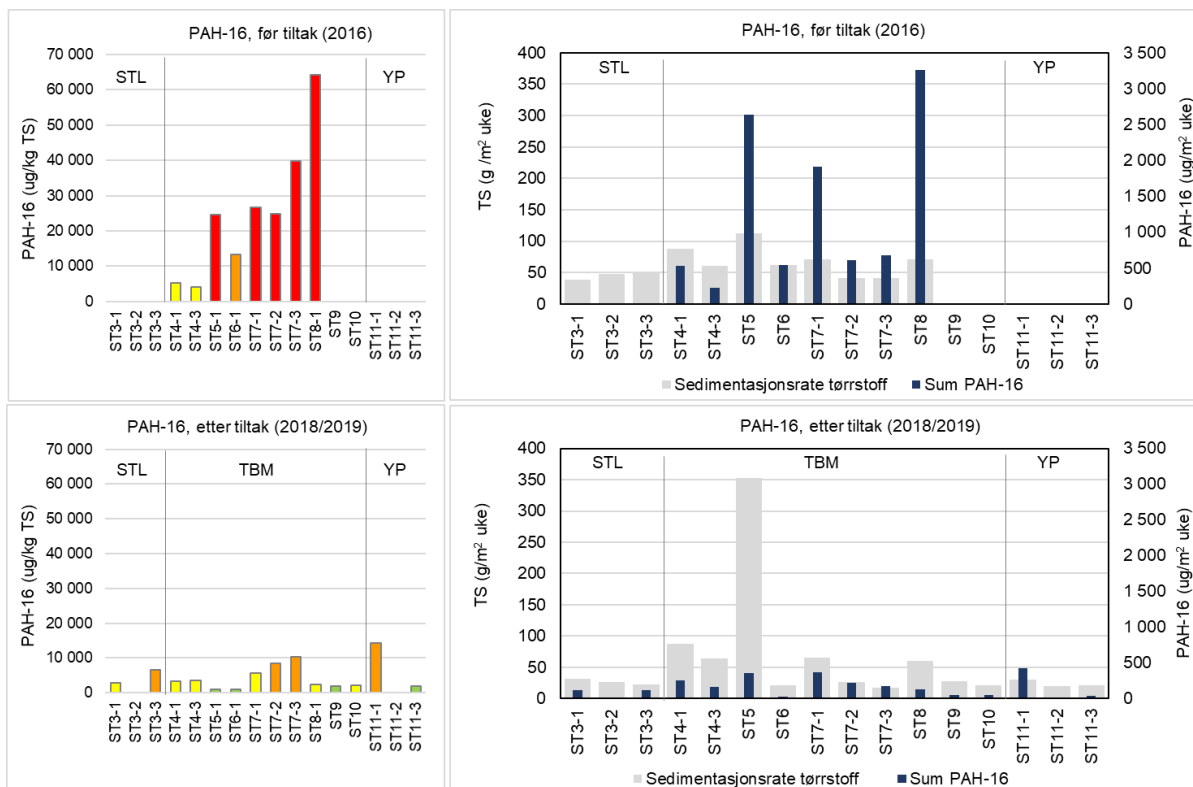 PAH-16, før tiltak (2016)
STL
YP
PAH-16 (ug/kg TS)
70 000
60 000
50 000
40 000
30 000
20 000
10 000
0
ST3-1
ST3-2
ST3-3
ST4-1
ST4-3
ST5-1
ST6-1
ST7-1
ST7-2
ST7-3
ST8-1
ST9
ST10
ST11-1
ST11-2
ST11-3
PAH-16, før tiltak (2016)
STL
YP
TS (g /m² uke)
400
350
300
250
200
150
100
50
0
3 500
3 000
2 500
2 000
1 500
1 000
500
0
PAH-16 (ug/m² uke)
ST3-1
ST3-2
ST3-3
ST4-1
ST4-3
ST5
ST6
ST7-1
ST7-2
ST7-3
ST8
ST9
ST10
ST11-1
ST11-2
ST11-3
Sedimentasjonsrate tørrstoff
Sum PAH-16
PAH-16, etter tiltak (2018/2019)
STL
TBM
YP
PAH-16 (ug/kg TS)
70 000
60 000
50 000
40 000
30 000
20 000
10 000
0
ST3-1
ST3-2
ST3-3
ST4-1
ST4-3
ST5-1
ST6-1
ST7-1
ST7-2
ST7-3
ST8-1
ST9
ST10
ST11-1
ST11-2
ST11-3
PAH-16, etter tiltak (2018/2019)
STL
TBM
YP
TS (g/m² uke)
400
350
300
250
200
150
100
50
0
3 500
3 000
2 500
2 000
1 500
1 000
500
0
PAH-16 (ug/m² uke)
ST3-1
ST3-2
ST3-3
ST4-1
ST4-3
ST5
ST6
ST7-1
ST7-2
ST7-3
ST8
ST9
ST10
ST11-1
ST11-2
ST11-3
Sedimentasjonsrate tørrstoff
Sum PAH-16